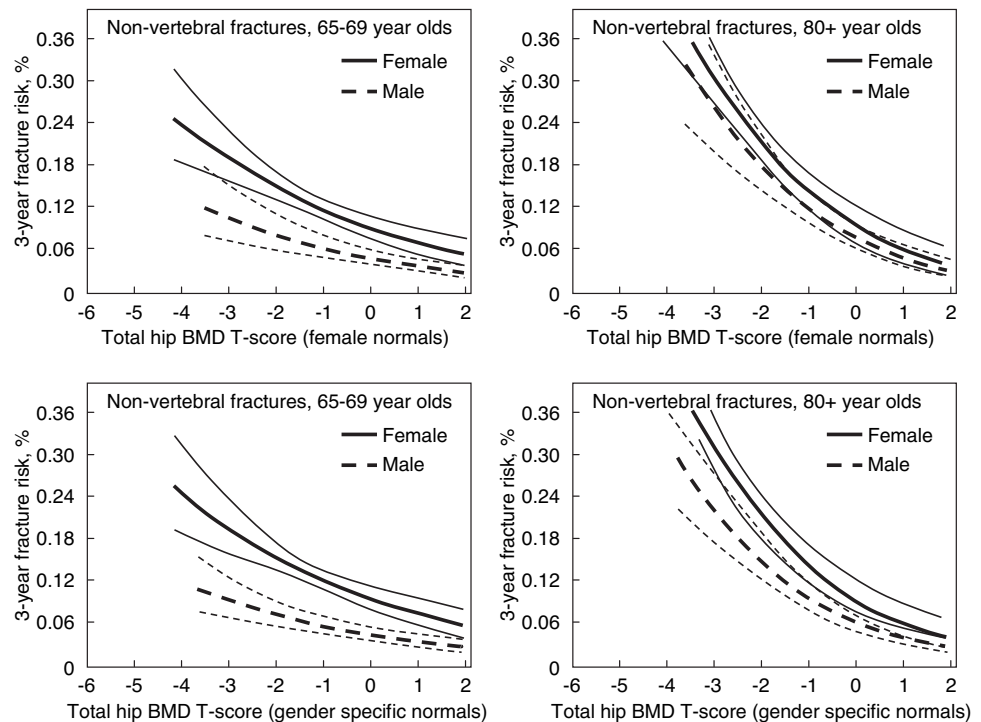 Non-vertebral fractures, 65-69 year olds
Female
Male
3-year fracture risk, %
0.36
0.30
0.24
0.18
0.12
0.06
0
-6 -5 -4 -3 -2 -1 0 1 2
Total hip BMD T-score (female normals)
Non-vertebral fractures, 80+ year olds
Female
Male
3-year fracture risk, %
0.36
0.30
0.24
0.18
0.12
0.06
0
-6 -5 -4 -3 -2 -1 0 1 2
Total hip BMD T-score (female normals)
Non-vertebral fractures, 65-69 year olds
Female
Male
3-year fracture risk, %
0.36
0.30
0.24
0.18
0.12
0.06
0
-6 -5 -4 -3 -2 -1 0 1 2
Total hip BMD T-score (gender specific normals)
Non-vertebral fractures, 80+ year olds
Female
Male
3-year fracture risk, %
0.36
0.30
0.24
0.18
0.12
0.06
0
-6 -5 -4 -3 -2 -1 0 1 2
Total hip BMD T-score (gender specific normals)